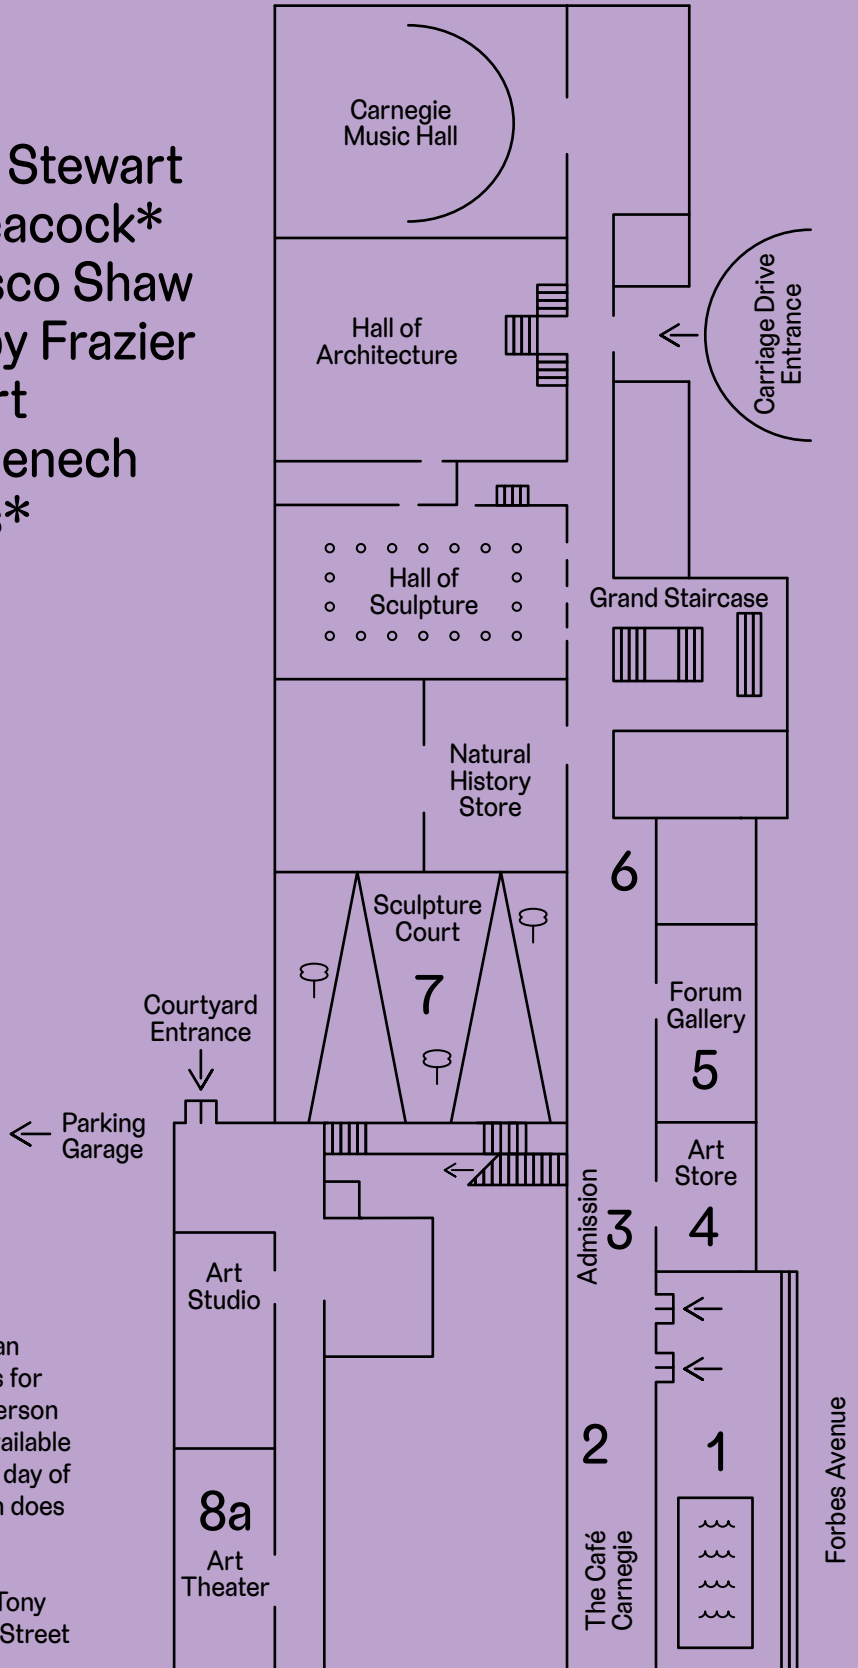 Stewart
eacock*
sco Shaw
by Frazier
rt
enech
s*
Carnegie
Music Hall
Hall of
Architecture
Carriage Drive
Entrance
Hall of
Sculpture
Grand Staircase
Natural
History
Store
6
Sculpture
Court
7
Forum
Gallery
5
Courtyard
Entrance
Parking
Garage
Art
Store
4
Admission
3
Art
Studio
2
1
Forbes Avenue
The Café
Carnegie
8a
Art
Theater
an
s for
erson
ailable
day of
n does
Tony
Street